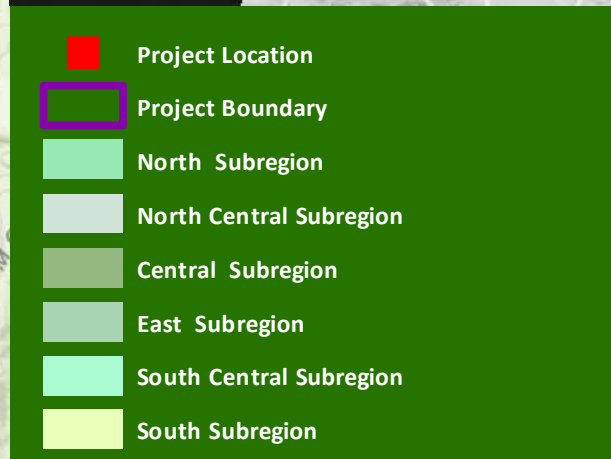 Project Location
Project Boundary
North Subregion
North Central Subregion
Central Subregion
East Subregion
South Central Subregion
South Subregion